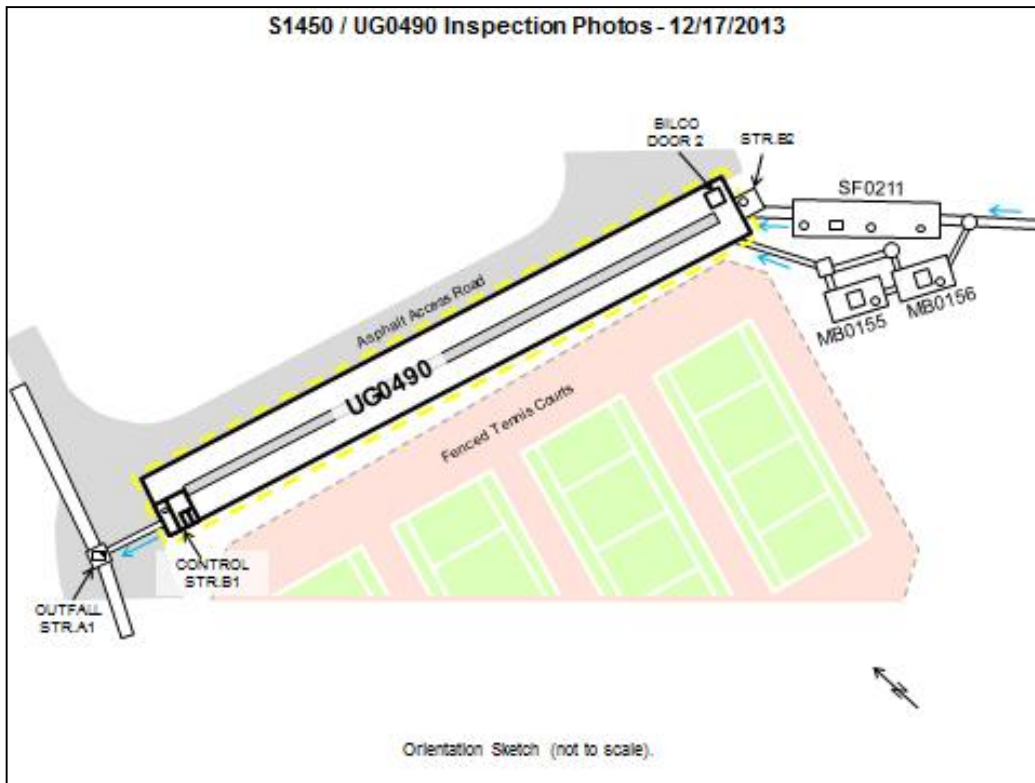 S1450 / UG0490 Inspection Photos - 12/17/2013
BILCO
DOOR 2
STR.B2
SF0211
MB0155
MB0156
Asphalt Access Road
UG0490
Fenced Tennis Courts
CONTROL
STR.B1
OUTFALL
STR.A1
N
Orientation Sketch (not to scale).